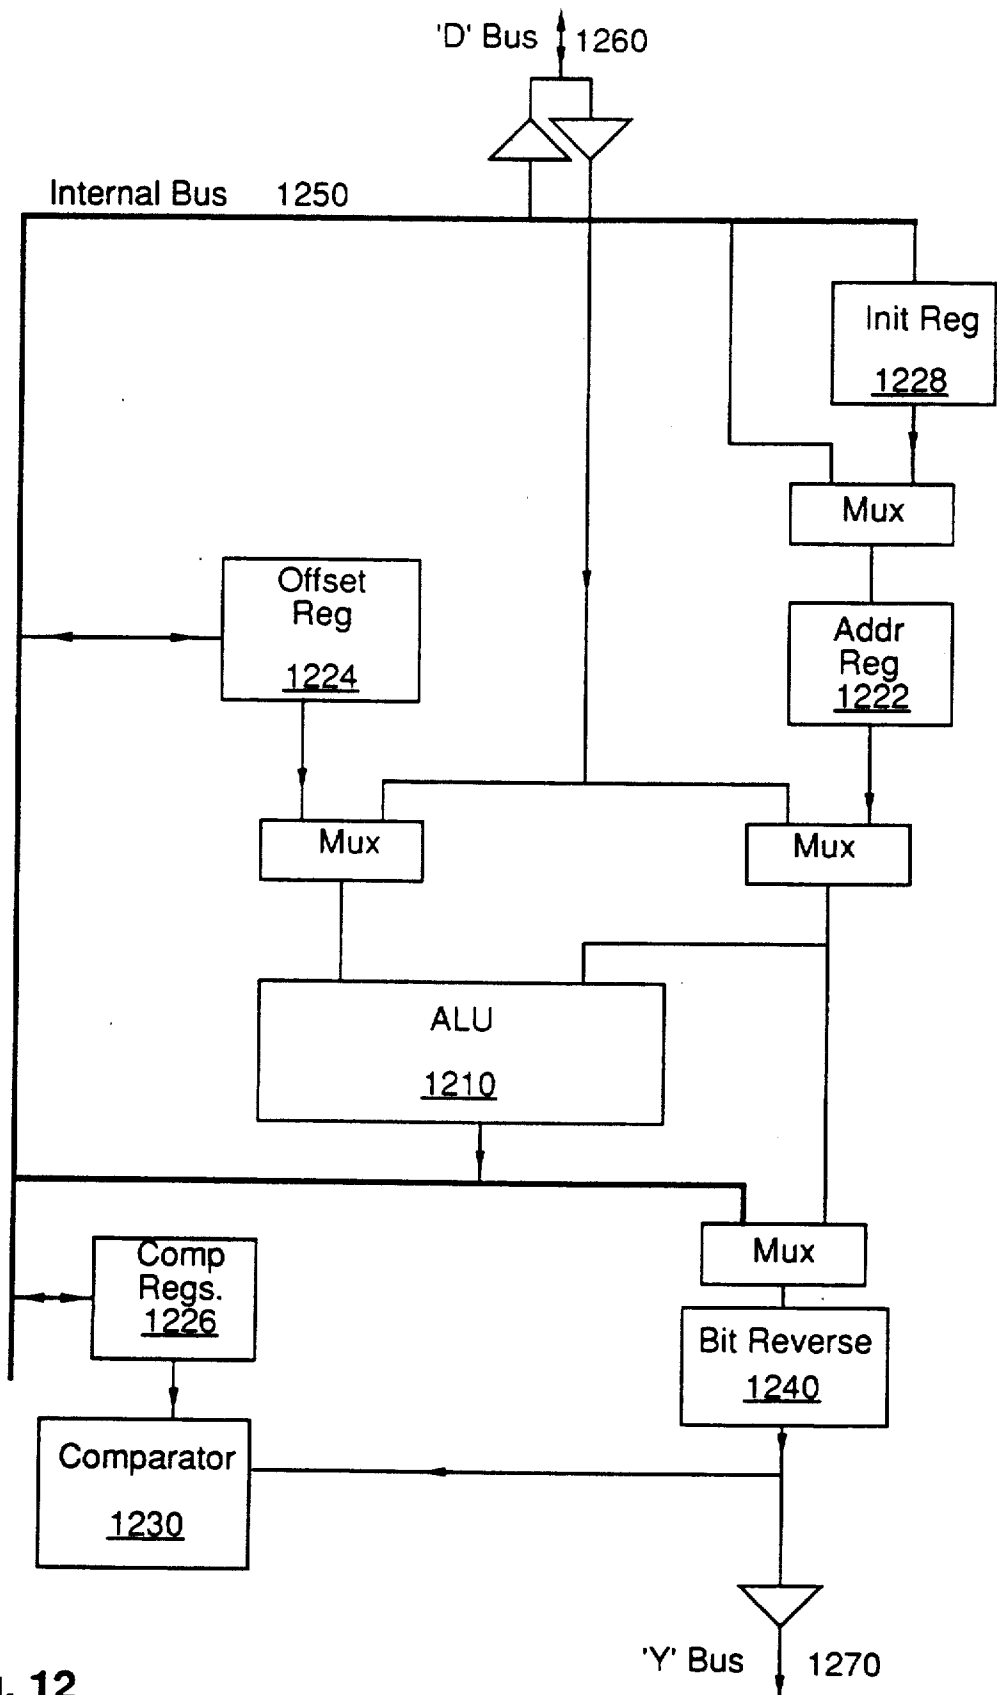 'D' Bus 1260
Internal Bus 1250
Init Reg
1228
Mux
Offset
Reg
1224
Addr
Reg
1222
Mux
Mux
ALU
1210
Mux
Comp
Regs.
1226
Bit Reverse
1240
Comparator
1230
'Y' Bus 1270
12